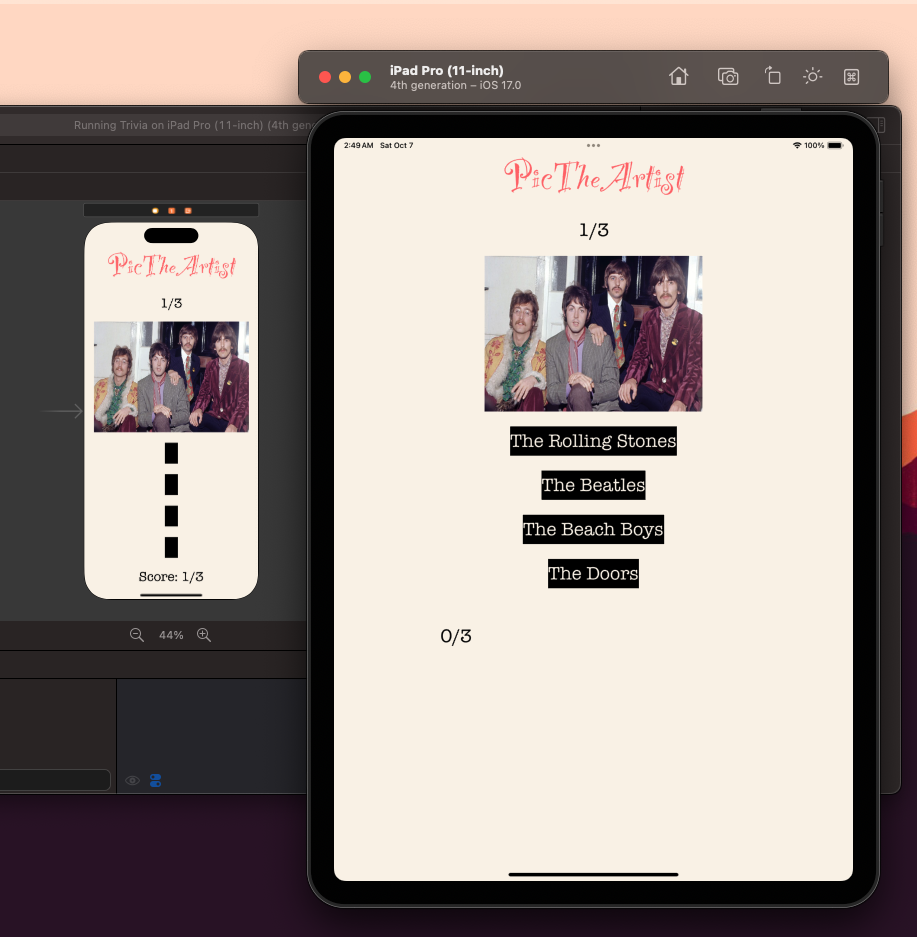 iPad Pro (11-inch)
4th generation – iOS 17.0
Running Trivia on iPad Pro (11-inch) (4th gen
2:49 AM Sat Oct 7
100%
PicTheArtist
1/3
The Rolling Stones
The Beatles
The Beach Boys
The Doors
0/3
PicTheArtist
1/3
Score: 1/3
44%